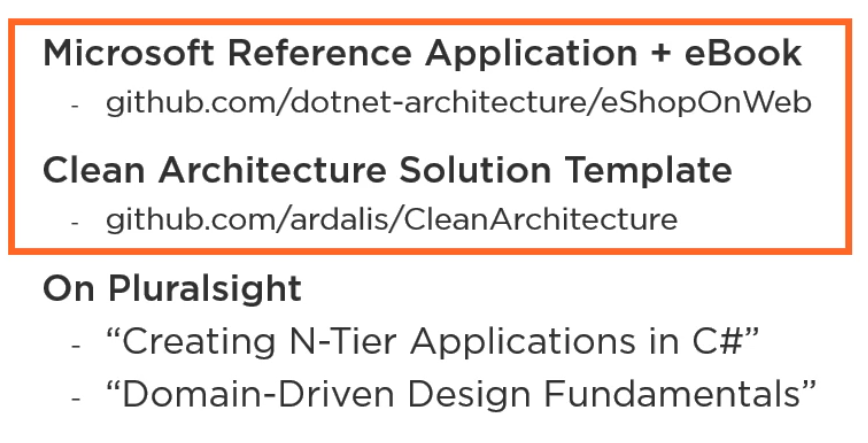 Microsoft Reference Application + eBook
- github.com/dotnet-architecture/eShopOnWeb
Clean Architecture Solution Template
- github.com/ardalis/CleanArchitecture
On Pluralsight
- “Creating N-Tier Applications in C#”
- “Domain-Driven Design Fundamentals”